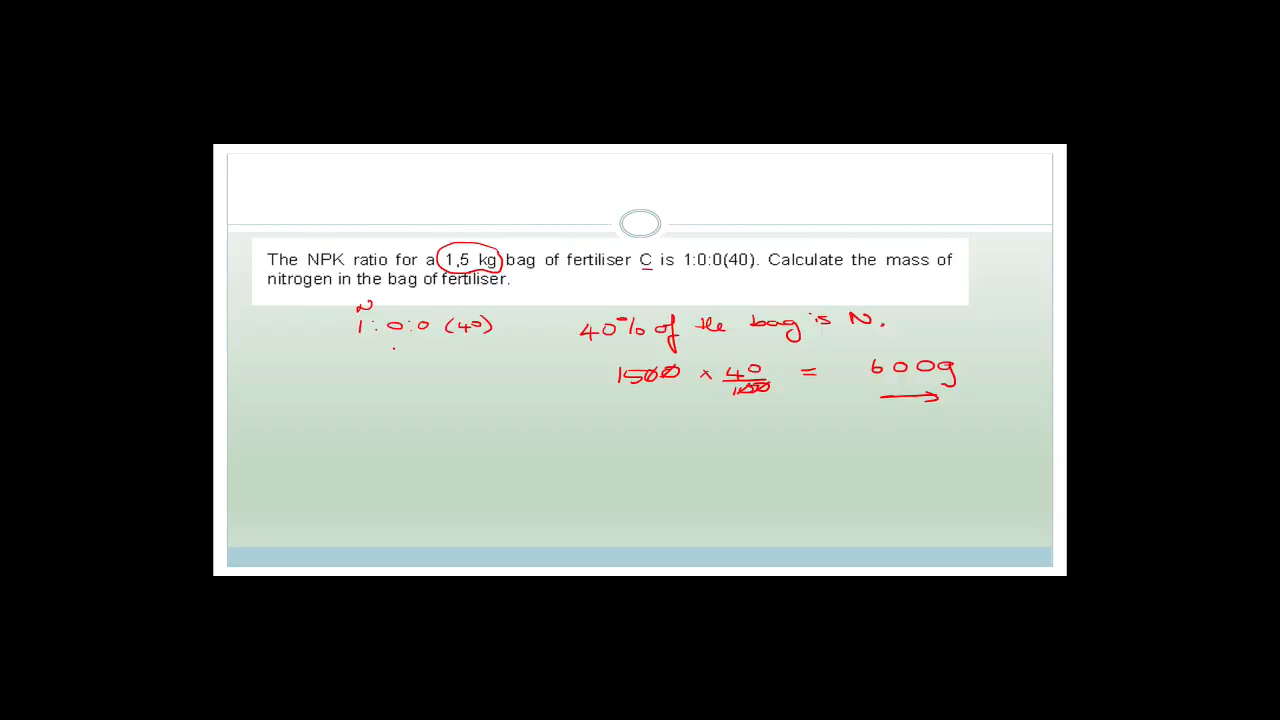 The NPK ratio for a 1,5 kg bag of fertiliser C is 1:0:0(40). Calculate the mass of
nitrogen in the bag of fertiliser.
N
1:0:0 (40)
40% of the bag is N.
1500 × 40/100 = 600g